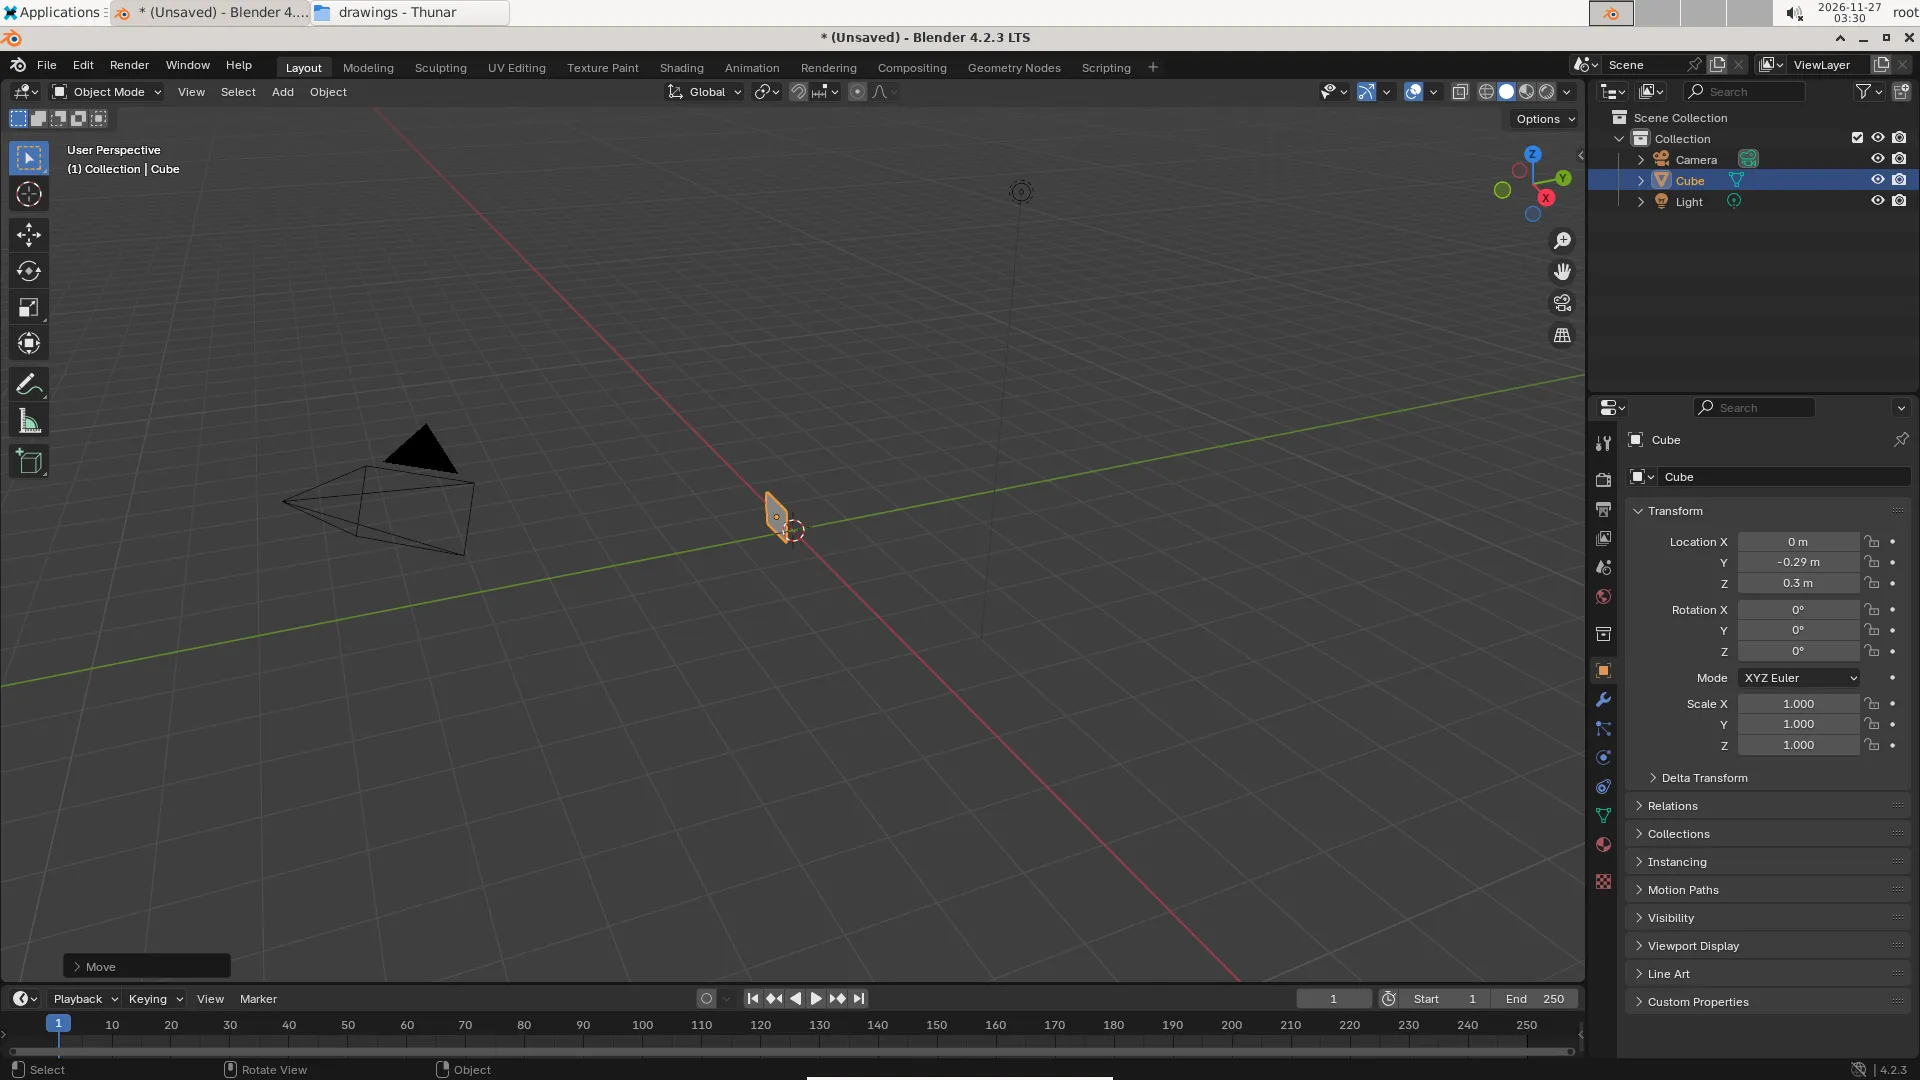 Applications
* (Unsaved) - Blender 4....
drawings - Thunar
2026-11-27
03:30
root
* (Unsaved) - Blender 4.2.3 LTS
File Edit Render Window Help
Layout Modeling Sculpting UV Editing Texture Paint Shading Animation Rendering Compositing Geometry Nodes Scripting
Scene
ViewLayer
Object Mode View Select Add Object
Global
Options
User Perspective
(1) Collection | Cube
Z
Y
X
Search
Scene Collection
Collection
Camera
Cube
Light
Search
Cube
Cube
Transform
Location X 0 m
Y -0.29 m
Z 0.3 m
Rotation X 0°
Y 0°
Z 0°
Mode XYZ Euler
Scale X 1.000
Y 1.000
Z 1.000
Delta Transform
Relations
Collections
Instancing
Motion Paths
Visibility
Viewport Display
Line Art
Custom Properties
Move
Playback Keying View Marker
1
Start 1
End 250
1 10 20 30 40 50 60 70 80 90 100 110 120 130 140 150 160 170 180 190 200 210 220 230 240 250
Select
Rotate View
Object
4.2.3